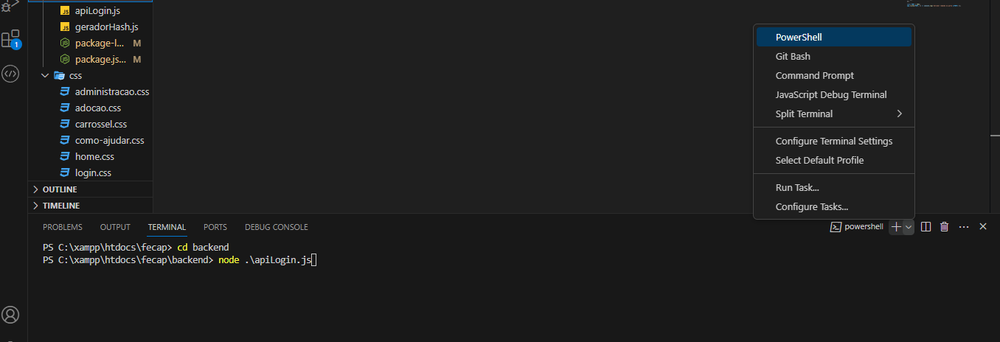 apiLogin.js
geradorHash.js
package-l... M
package.js... M
css
administracao.css
adocao.css
carrossel.css
como-ajudar.css
home.css
login.css
OUTLINE
TIMELINE
1
PowerShell
Git Bash
Command Prompt
JavaScript Debug Terminal
Split Terminal
Configure Terminal Settings
Select Default Profile
Run Task...
Configure Tasks...
PROBLEMS OUTPUT TERMINAL PORTS DEBUG CONSOLE powershell
PS C:\xampp\htdocs\fecap> cd backend
PS C:\xampp\htdocs\fecap\backend> node .\apiLogin.js